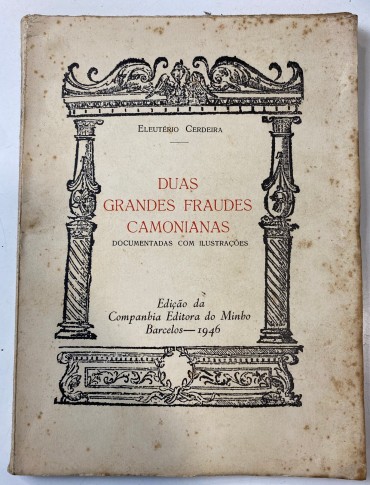 Eleutério Cerdeira
DUAS
GRANDES FRAUDES
CAMONIANAS
DOCUMENTADAS COM ILUSTRAÇÕES
Edição da
Companhia Editora do Minho
Barcelos—1946